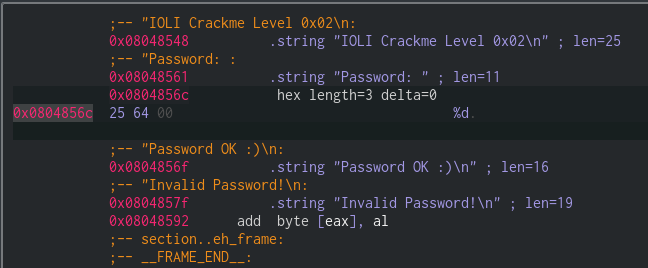 ;-- "IOLI Crackme Level 0x02\n:
0x08048548 .string "IOLI Crackme Level 0x02\n" ; len=25
;-- "Password: :
0x08048561 .string "Password: " ; len=11
0x0804856c hex length=3 delta=0
0x0804856c 25 64 00 %d.
;-- "Password OK :)\n:
0x0804856f .string "Password OK :)\n" ; len=16
;-- "Invalid Password!\n:
0x0804857f .string "Invalid Password!\n" ; len=19
0x08048592 add byte [eax], al
;-- section..eh_frame:
;-- __FRAME_END__: